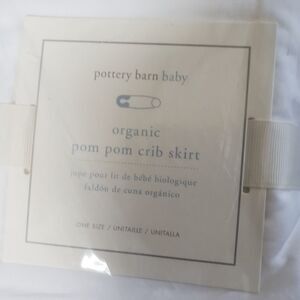 pottery barn baby
organic
pom pom crib skirt
jupe pour lit de bébé biologique
faldón de cuna orgánico
ONE SIZE / UNITAILLE / UNITALLA